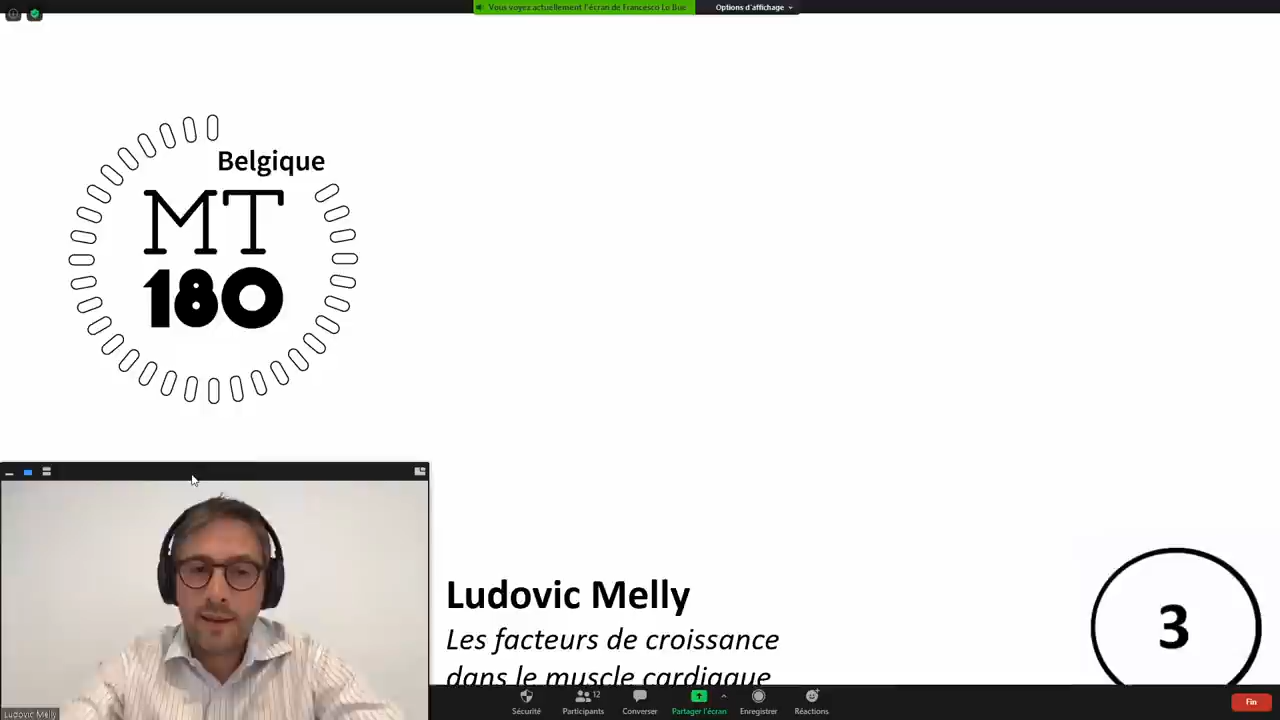 Vous voyez actuellement l'écran de Francesco Lo Bue
Options d'affichage
Belgique
MT
180
Ludovic Melly
Les facteurs de croissance
dans le muscle cardiaque
3
Ludovic Melly
Sécurité
Participants
12
Converser
Partager l'écran
Enregistrer
Réactions
Fin